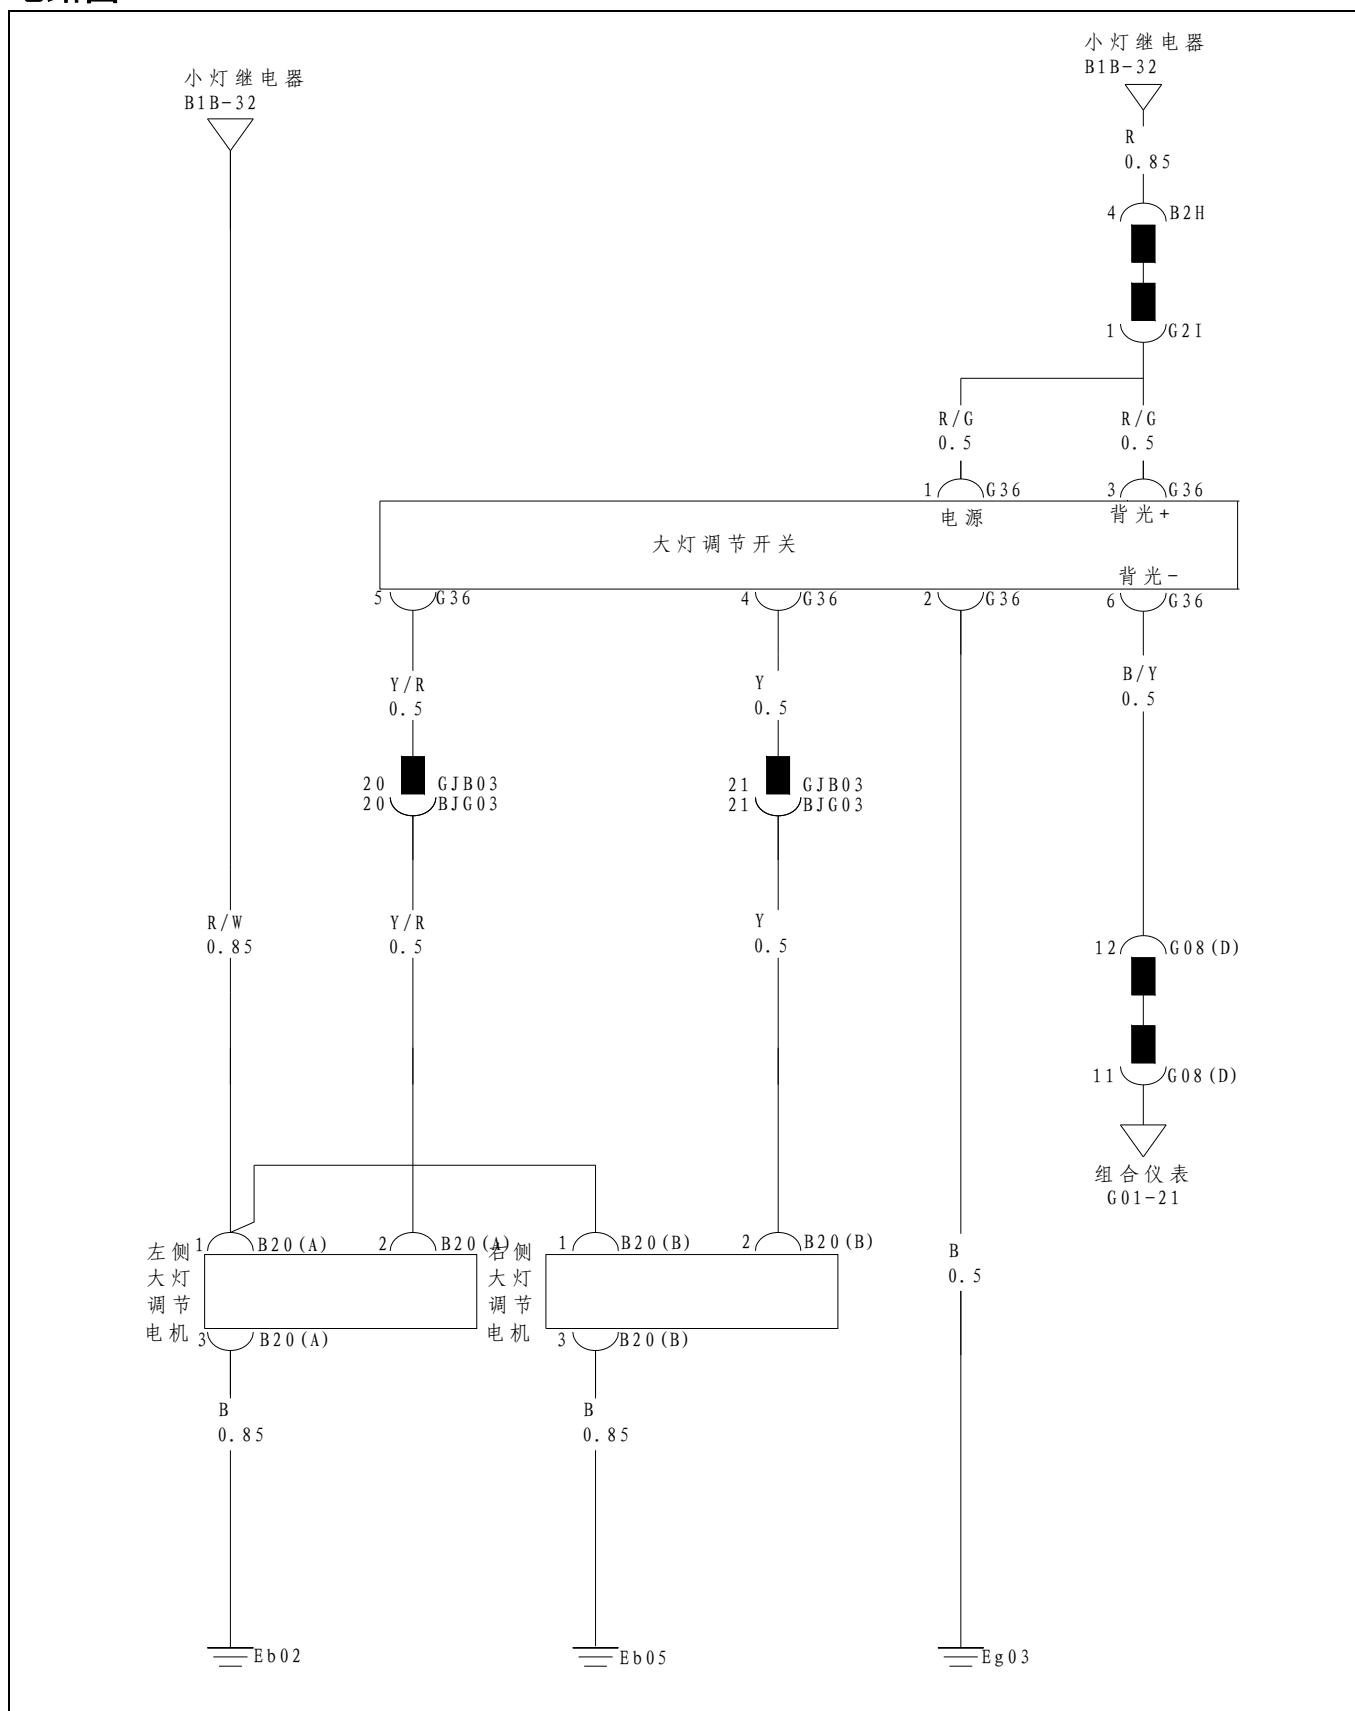 小灯继电器
B1B-32
小灯继电器
B1B-32
R
0.85
4 B2H
1 G2I
R/G
0.5
R/G
0.5
1 G36
3 G36
电源
背光+
大灯调节开关
背光-
5 G36
4 G36
2 G36
6 G36
Y/R
0.5
Y
0.5
B/Y
0.5
20 GJB03
20 BJG03
21 GJB03
21 BJG03
R/W
0.85
Y/R
0.5
Y
0.5
12 G08(D)
11 G08(D)
组合仪表
G01-21
左侧
大灯
调节
电机
1 B20(A)
2 B20(A)
3 B20(A)
右侧
大灯
调节
电机
1 B20(B)
2 B20(B)
3 B20(B)
B
0.5
B
0.85
B
0.85
Eb02
Eb05
Eg03